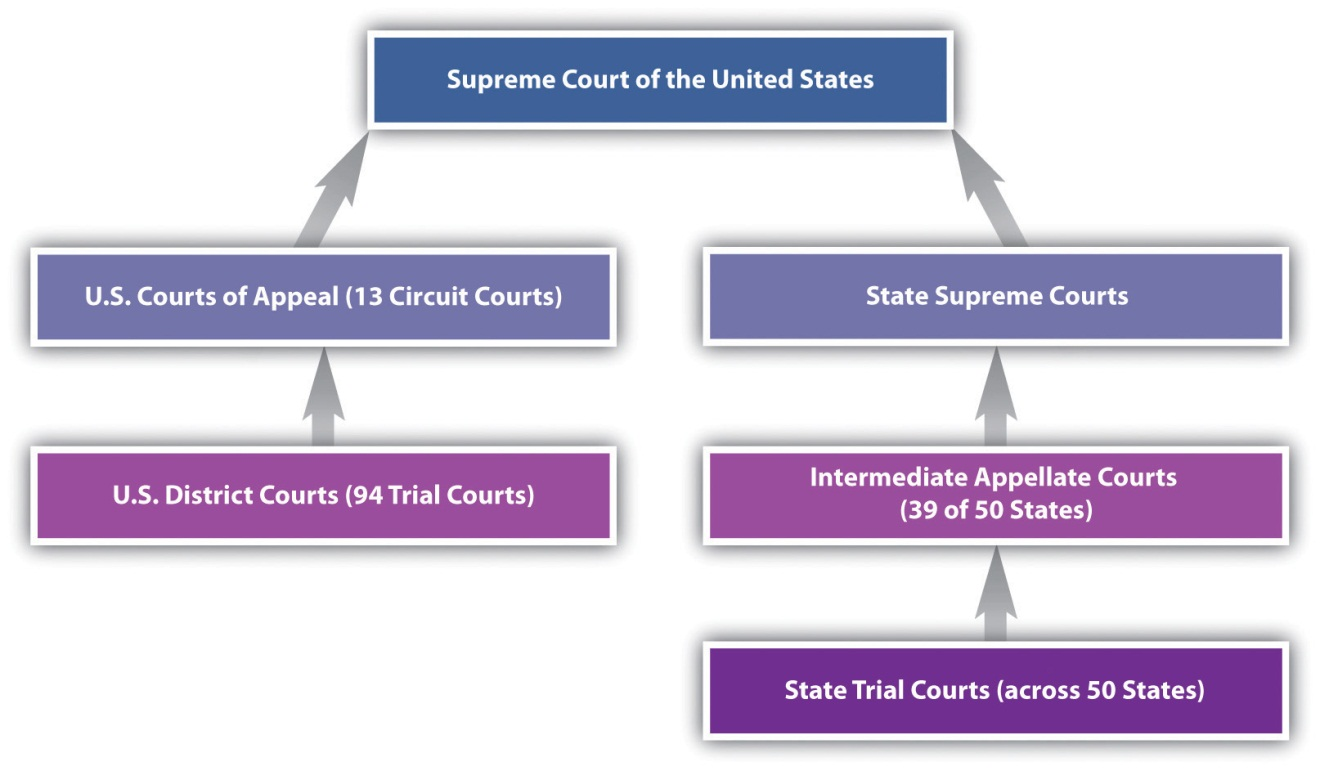 Supreme Court of the United States
U.S. Courts of Appeal (13 Circuit Courts)
State Supreme Courts
U.S. District Courts (94 Trial Courts)
Intermediate Appellate Courts
(39 of 50 States)
State Trial Courts (across 50 States)